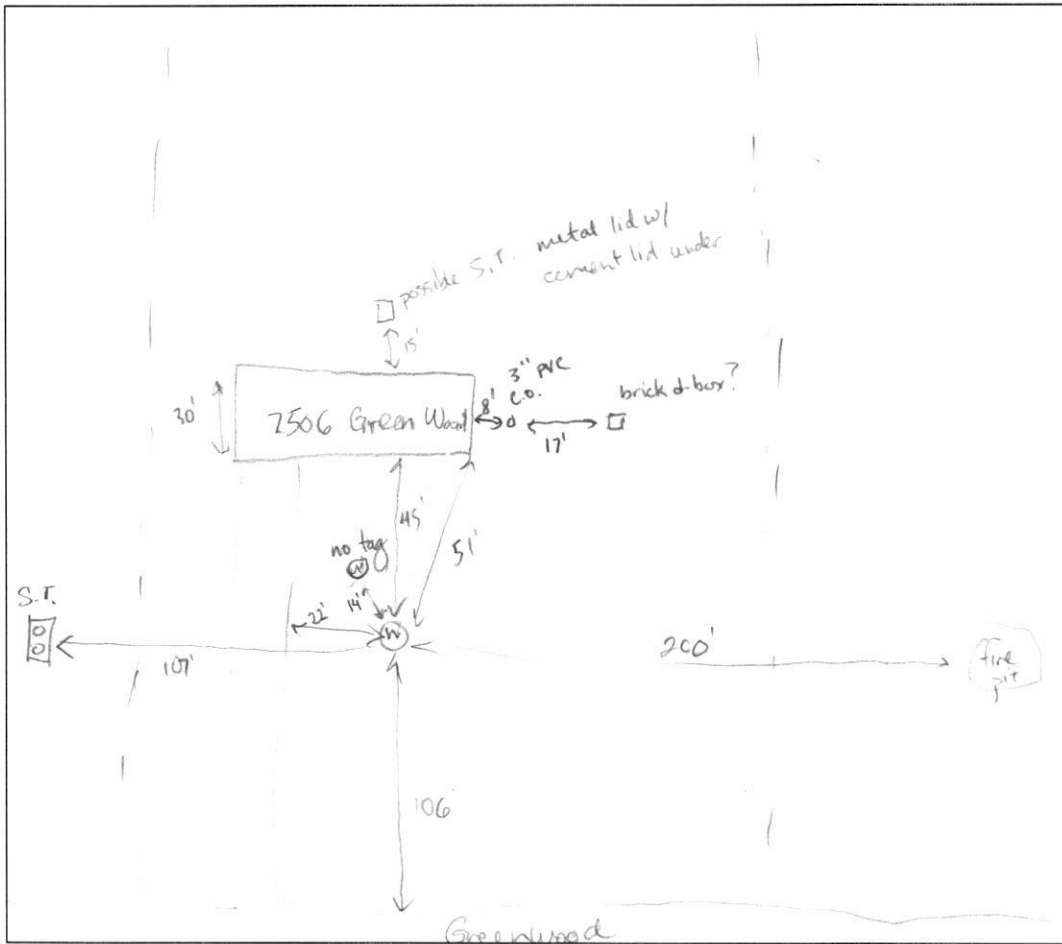 possible S.T. metal lid w/
cement lid under
15'
30'
2506 Green Wood
8'
3" PVC
c.o.
17'
brick d-box?
45'
51'
no tag
W
14'
22'
W
S.T.
107'
200'
fire
pit
106'
Greenwood